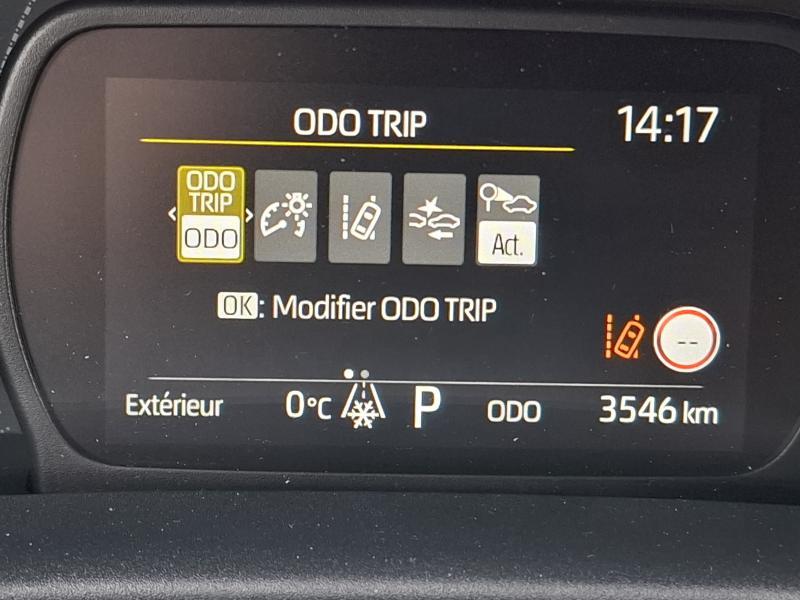 ODO TRIP 14:17
ODO
TRIP
ODO
Act.
OK: Modifier ODO TRIP
--
Extérieur 0°C P ODO 3546 km